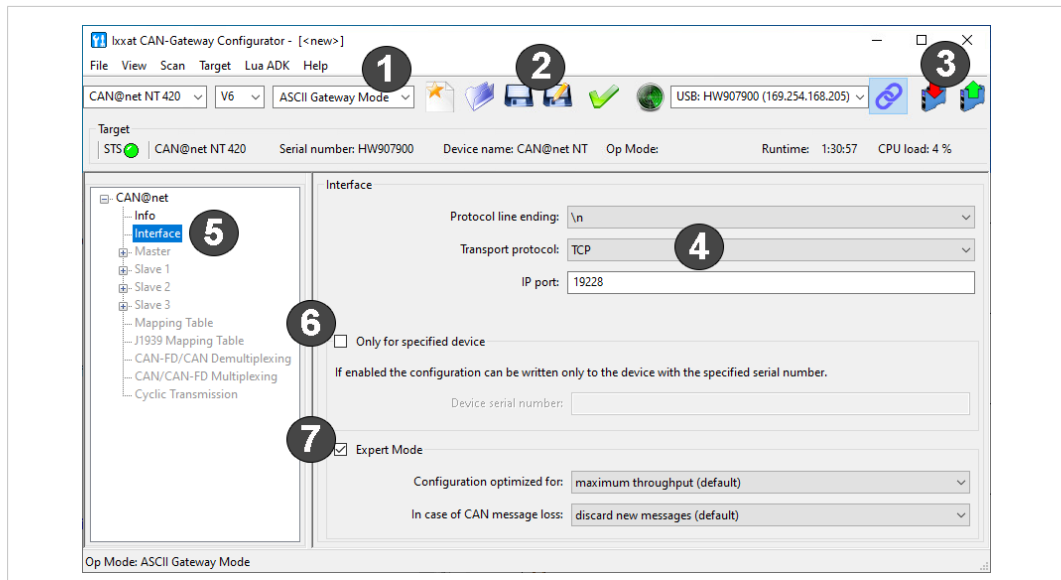 Ixxat CAN-Gateway Configurator - [<new>]
File View Scan Target Lua ADK Help
1 2 3
CAN@net NT 420 V6 ASCII Gateway Mode USB: HW907900 (169.254.168.205)
Target
STS CAN@net NT 420 Serial number: HW907900 Device name: CAN@net NT Op Mode: Runtime: 1:30:57 CPU load: 4 %
CAN@net
Info
Interface 5
Master
Slave 1
Slave 2
Slave 3
Mapping Table
J1939 Mapping Table
CAN-FD/CAN Demultiplexing
CAN/CAN-FD Multiplexing
Cyclic Transmission
Interface
Protocol line ending: \n
Transport protocol: TCP 4
IP port: 19228
6 Only for specified device
If enabled the configuration can be written only to the device with the specified serial number.
Device serial number:
7 Expert Mode
Configuration optimized for: maximum throughput (default)
In case of CAN message loss: discard new messages (default)
Op Mode: ASCII Gateway Mode